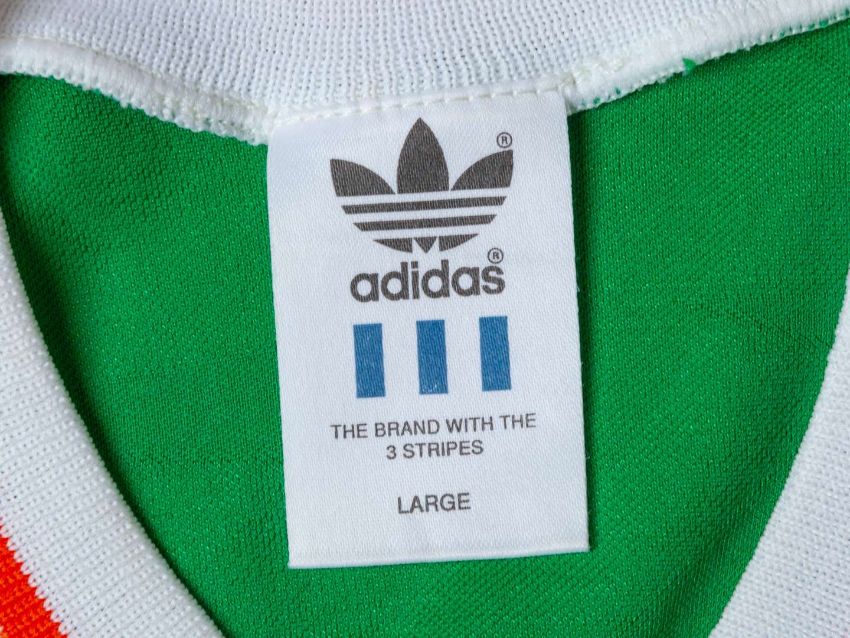 ®
adidas®
THE BRAND WITH THE
3 STRIPES
LARGE